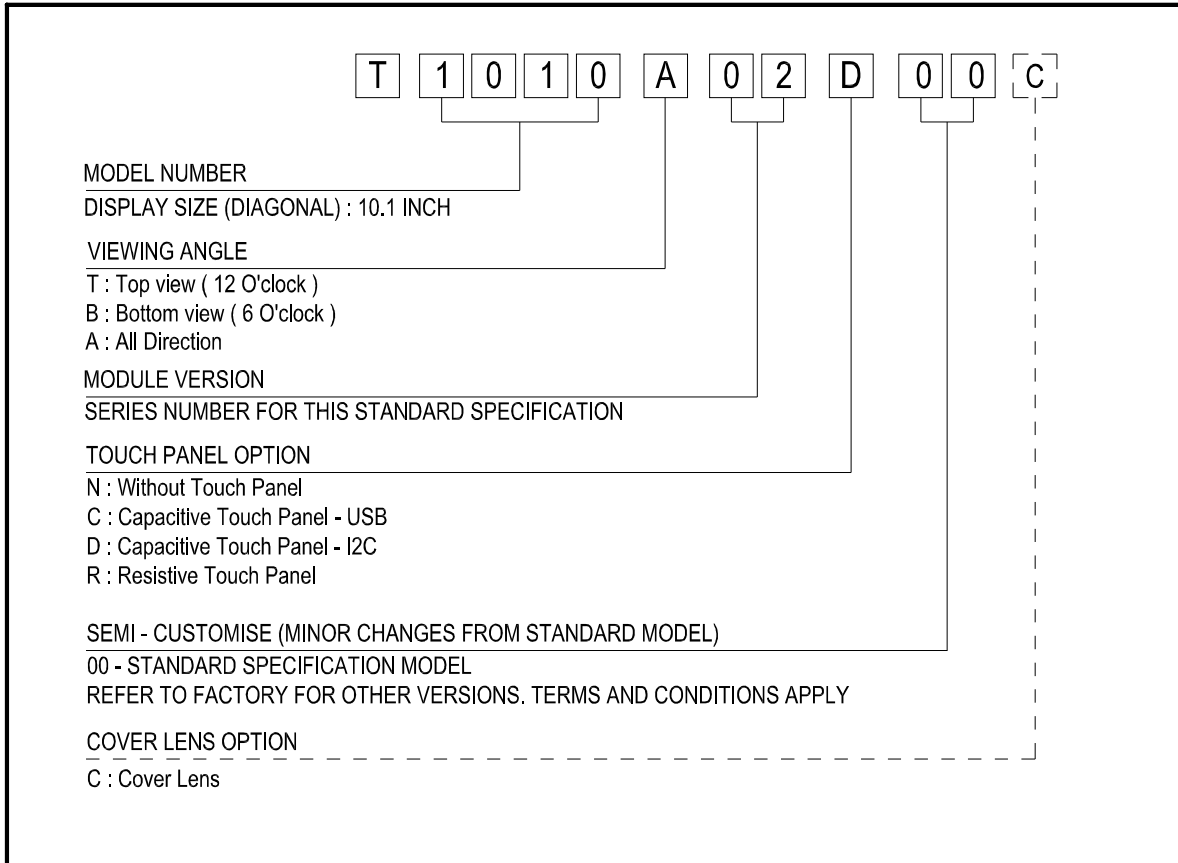 T 1 0 1 0 A 0 2 D 0 0 C
MODEL NUMBER
DISPLAY SIZE (DIAGONAL) : 10.1 INCH
VIEWING ANGLE
T : Top view ( 12 O'clock )
B : Bottom view ( 6 O'clock )
A : All Direction
MODULE VERSION
SERIES NUMBER FOR THIS STANDARD SPECIFICATION
TOUCH PANEL OPTION
N : Without Touch Panel
C : Capacitive Touch Panel - USB
D : Capacitive Touch Panel - I2C
R : Resistive Touch Panel
SEMI - CUSTOMISE (MINOR CHANGES FROM STANDARD MODEL)
00 - STANDARD SPECIFICATION MODEL
REFER TO FACTORY FOR OTHER VERSIONS. TERMS AND CONDITIONS APPLY
COVER LENS OPTION
C : Cover Lens